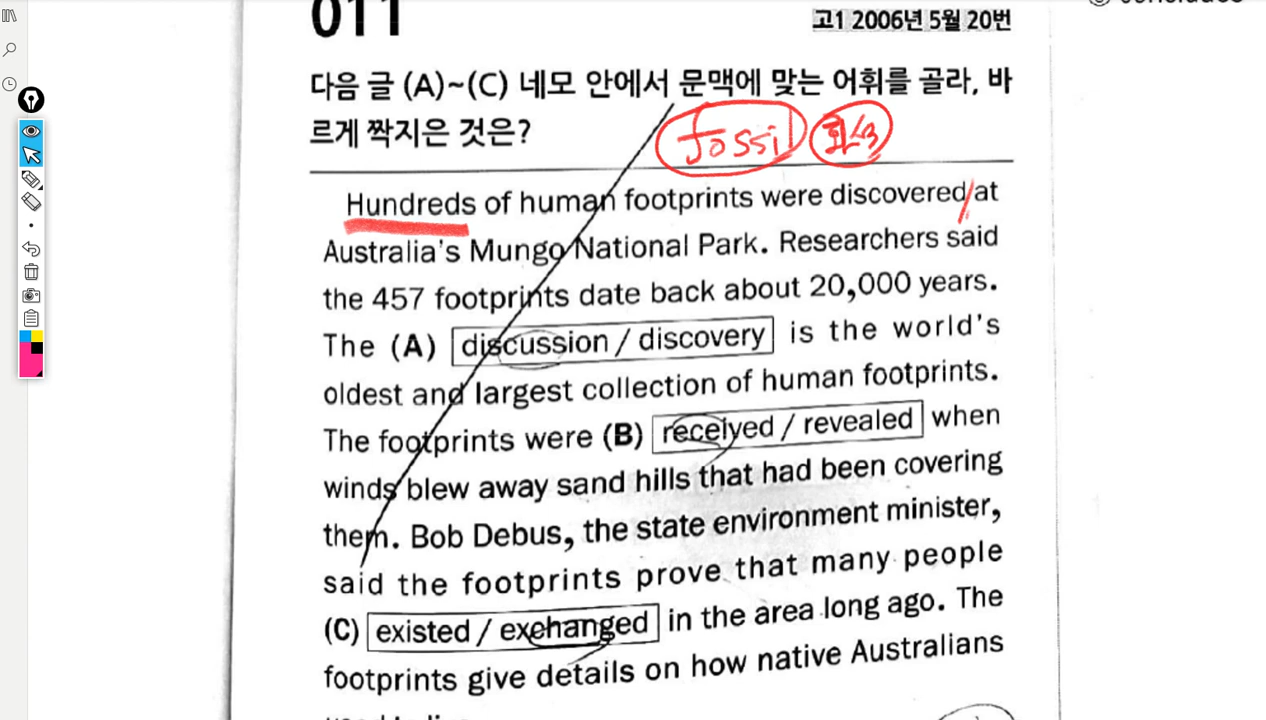 011
고1 2006년 5월 20번
다음 글 (A)~(C) 네모 안에서 문맥에 맞는 어휘를 골라, 바
르게 짝지은 것은?
fossil 화석
Hundreds of human footprints were discovered/at
Australia's Mungo National Park. Researchers said
the 457 footprints date back about 20,000 years.
The (A) discussion / discovery is the world's
oldest and largest collection of human footprints.
The footprints were (B) received / revealed when
winds blew away sand hills that had been covering
them. Bob Debus, the state environment minister,
said the footprints prove that many people
(C) existed / exchanged in the area long ago. The
footprints give details on how native Australians